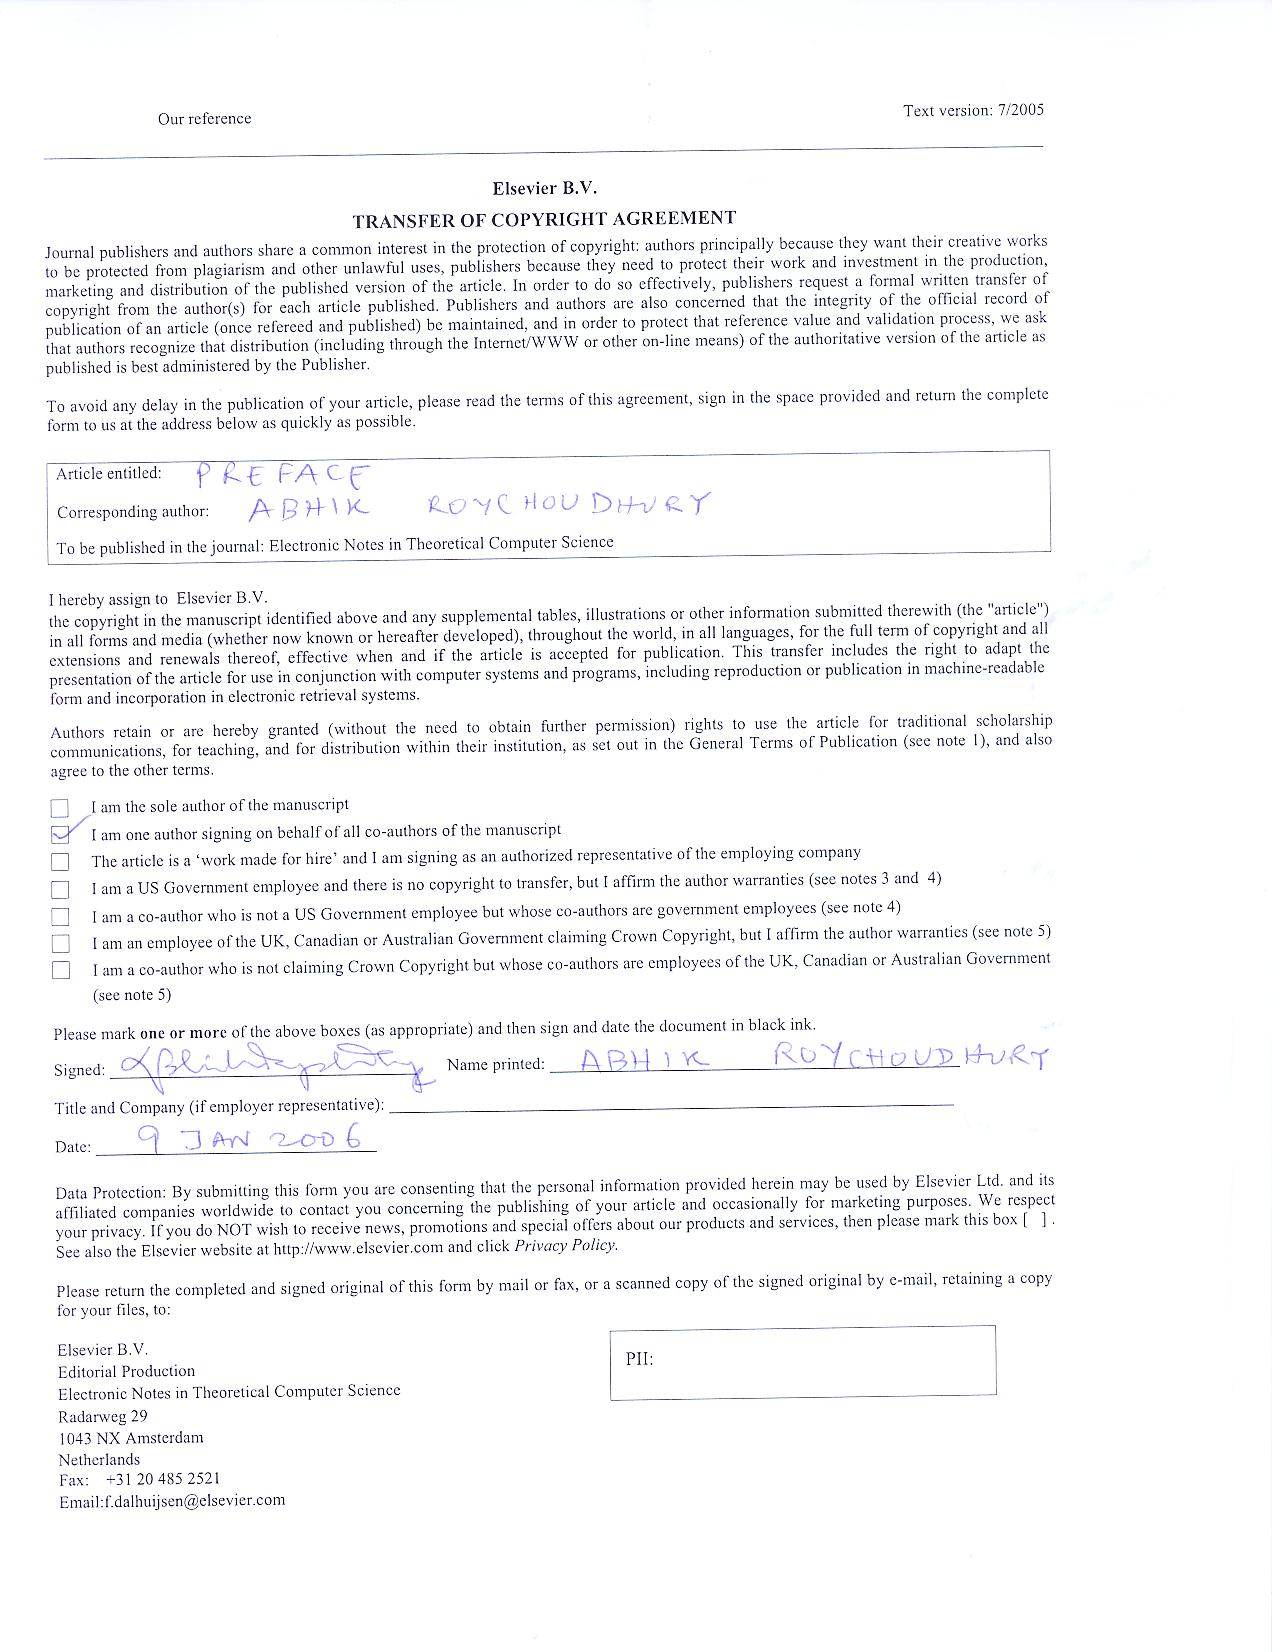 Our reference
Text version: 7/2005
Elsevier B.V.
TRANSFER OF COPYRIGHT AGREEMENT
Journal publishers and authors share a common interest in the protection of copyright: authors principally because they want their creative works
to be protected from plagiarism and other unlawful uses, publishers because they need to protect their work and investment in the production,
marketing and distribution of the published version of the article. In order to do so effectively, publishers request a formal written transfer of
copyright from the author(s) for each article published. Publishers and authors are also concerned that the integrity of the official record of
publication of an article (once refereed and published) be maintained, and in order to protect that reference value and validation process, we ask
that authors recognize that distribution (including through the Internet/WWW or other on-line means) of the authoritative version of the article as
published is best administered by the Publisher.
To avoid any delay in the publication of your article, please read the terms of this agreement, sign in the space provided and return the complete
form to us at the address below as quickly as possible.
Article entitled: PREFACE
Corresponding author: ABHIK ROYCHOUDHURY
To be published in the journal: Electronic Notes in Theoretical Computer Science
I hereby assign to Elsevier B.V.
the copyright in the manuscript identified above and any supplemental tables, illustrations or other information submitted therewith (the "article")
in all forms and media (whether now known or hereafter developed), throughout the world, in all languages, for the full term of copyright and all
extensions and renewals thereof, effective when and if the article is accepted for publication. This transfer includes the right to adapt the
presentation of the article for use in conjunction with computer systems and programs, including reproduction or publication in machine-readable
form and incorporation in electronic retrieval systems.
Authors retain or are hereby granted (without the need to obtain further permission) rights to use the article for traditional scholarship
communications, for teaching, and for distribution within their institution, as set out in the General Terms of Publication (see note 1), and also
agree to the other terms.
I am the sole author of the manuscript
I am one author signing on behalf of all co-authors of the manuscript
The article is a ‘work made for hire’ and I am signing as an authorized representative of the employing company
I am a US Government employee and there is no copyright to transfer, but I affirm the author warranties (see notes 3 and 4)
I am a co-author who is not a US Government employee but whose co-authors are government employees (see note 4)
I am an employee of the UK, Canadian or Australian Government claiming Crown Copyright, but I affirm the author warranties (see note 5)
I am a co-author who is not claiming Crown Copyright but whose co-authors are employees of the UK, Canadian or Australian Government
(see note 5)
Please mark one or more of the above boxes (as appropriate) and then sign and date the document in black ink.
Signed: Name printed: ABHIK ROYCHOUDHURY
Title and Company (if employer representative):
Date: 9 JAN 2006
Data Protection: By submitting this form you are consenting that the personal information provided herein may be used by Elsevier Ltd. and its
affiliated companies worldwide to contact you concerning the publishing of your article and occasionally for marketing purposes. We respect
your privacy. If you do NOT wish to receive news, promotions and special offers about our products and services, then please mark this box [ ] .
See also the Elsevier website at http://www.elsevier.com and click Privacy Policy.
Please return the completed and signed original of this form by mail or fax, or a scanned copy of the signed original by e-mail, retaining a copy
for your files, to:
Elsevier B.V.
Editorial Production
Electronic Notes in Theoretical Computer Science
Radarweg 29
1043 NX Amsterdam
Netherlands
Fax: +31 20 485 2521
Email:f.dalhuijsen@elsevier.com
PII: